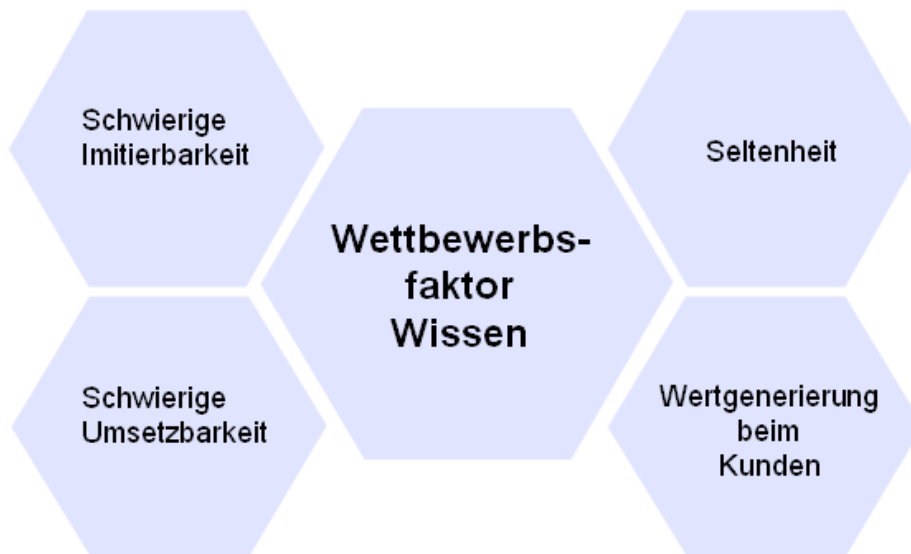 Schwierige
Imitierbarkeit
Seltenheit
Wettbewerbs-
faktor
Wissen
Schwierige
Umsetzbarkeit
Wertgenerierung
beim
Kunden